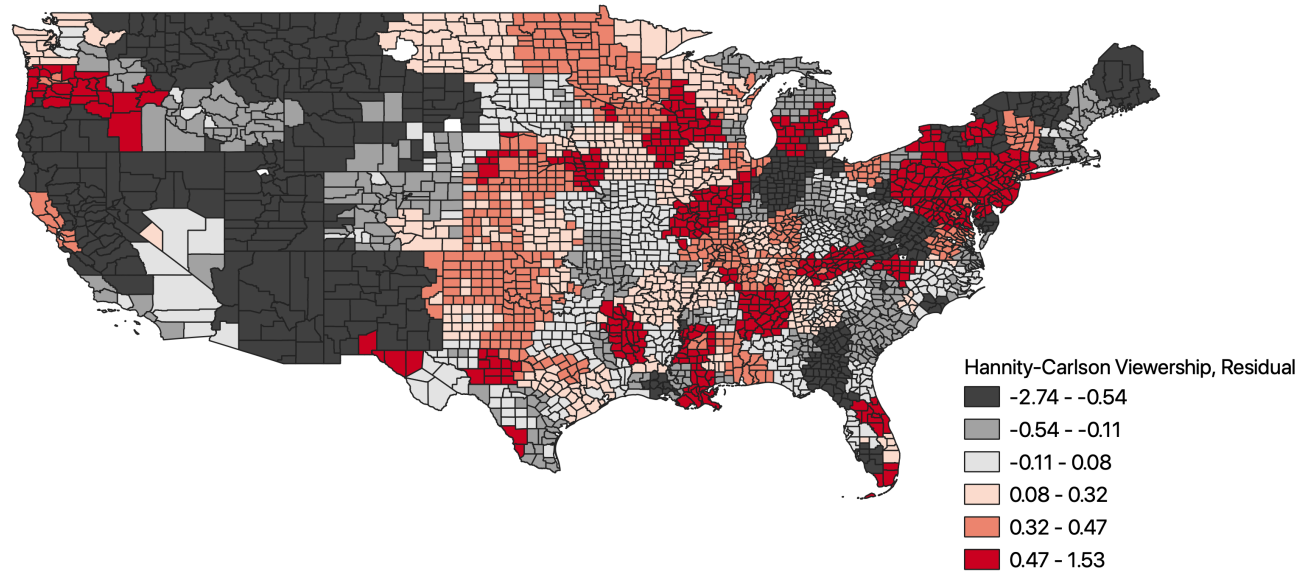 Hannity-Carlson Viewership, Residual
-2.74 - -0.54
-0.54 - -0.11
-0.11 - 0.08
0.08 - 0.32
0.32 - 0.47
0.47 - 1.53